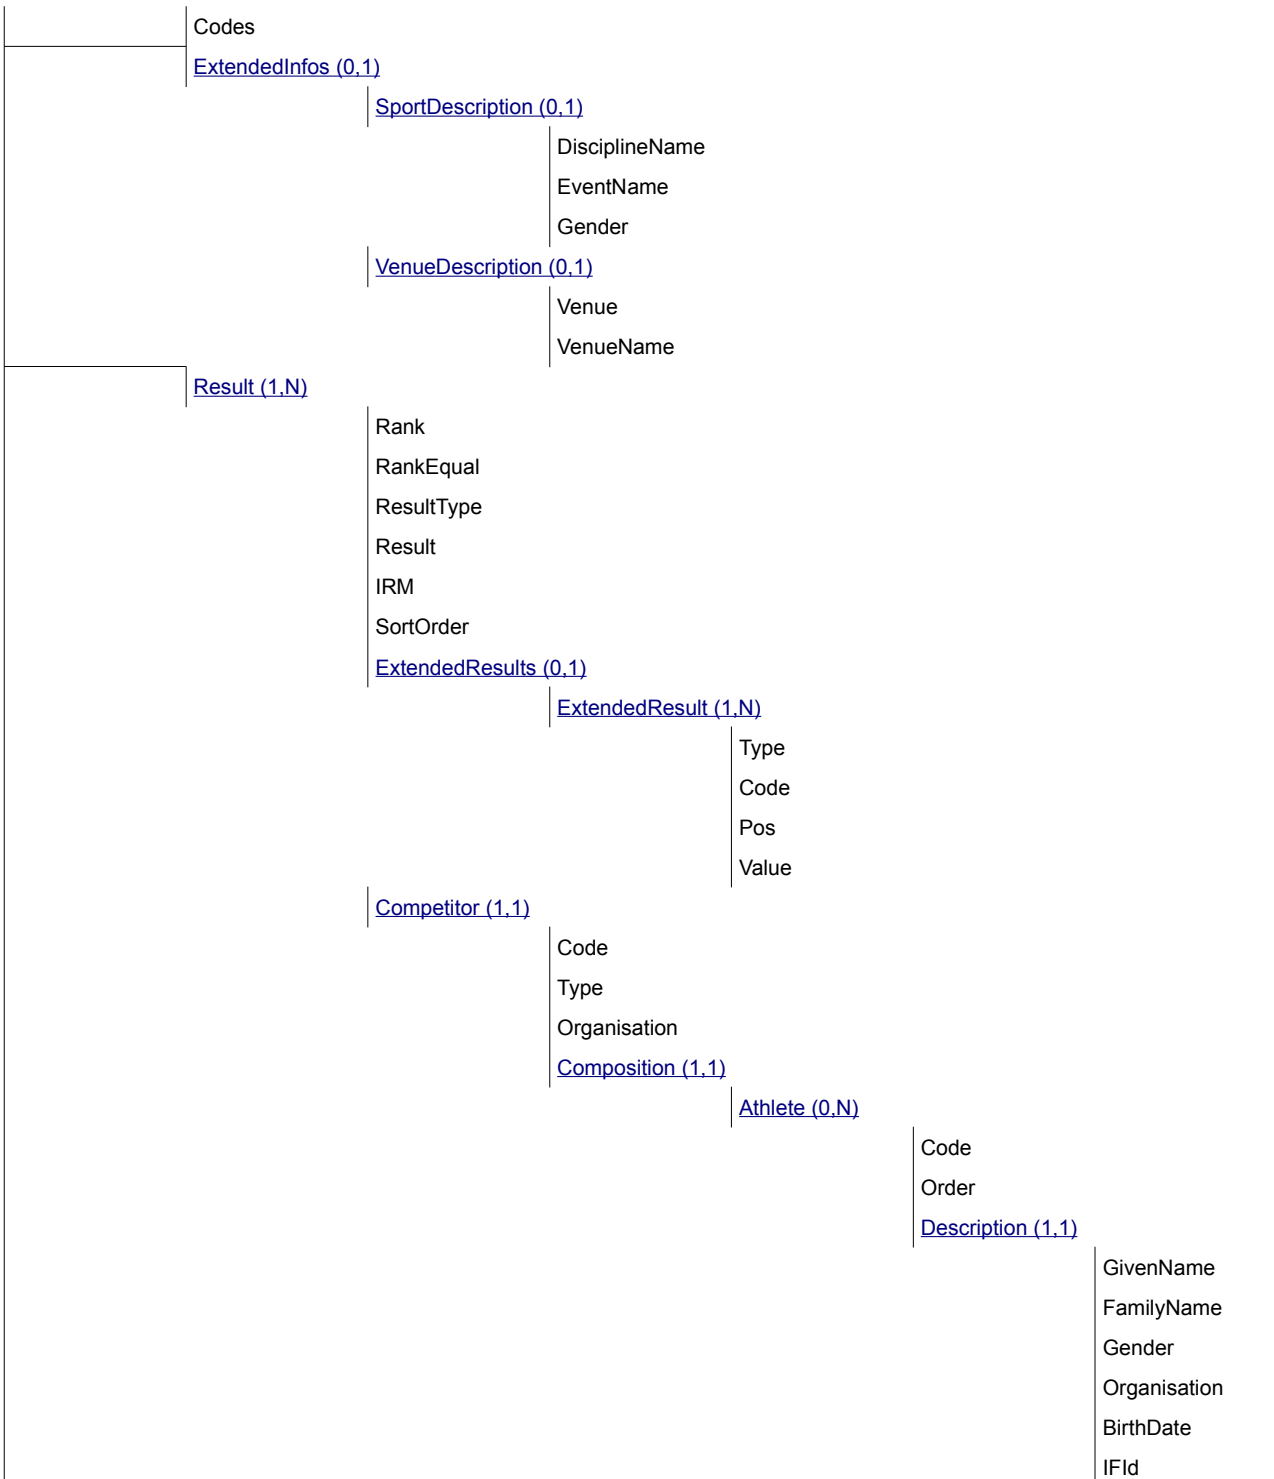 Codes
ExtendedInfos (0,1)
SportDescription (0,1)
DisciplineName
EventName
Gender
VenueDescription (0,1)
Venue
VenueName
Result (1,N)
Rank
RankEqual
ResultType
Result
IRM
SortOrder
ExtendedResults (0,1)
ExtendedResult (1,N)
Type
Code
Pos
Value
Competitor (1,1)
Code
Type
Organisation
Composition (1,1)
Athlete (0,N)
Code
Order
Description (1,1)
GivenName
FamilyName
Gender
Organisation
BirthDate
IFId